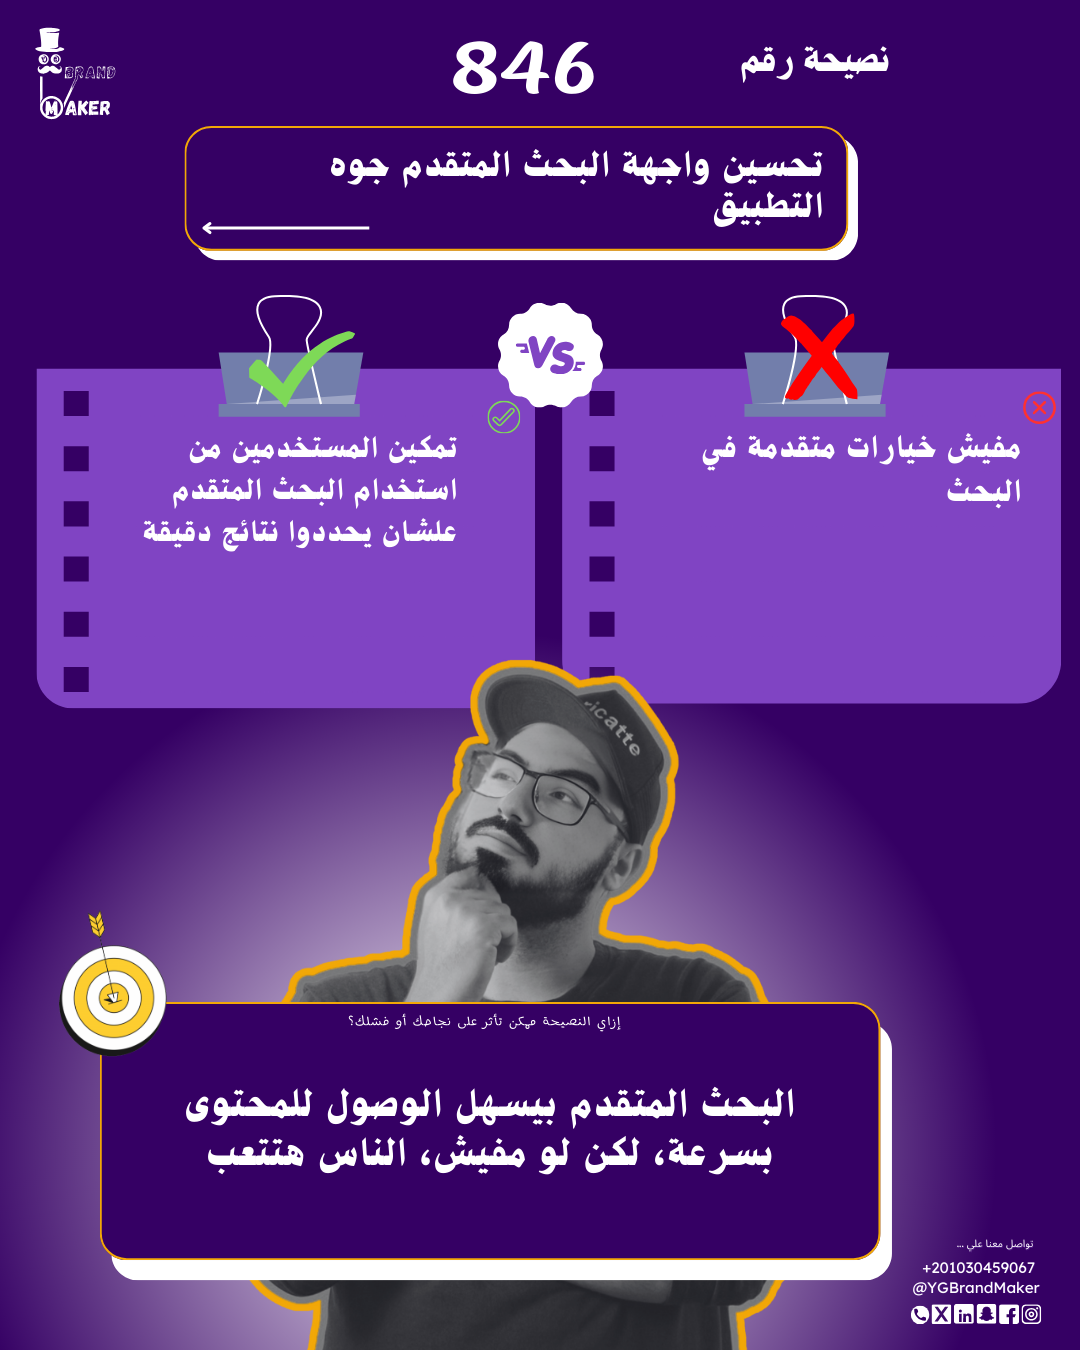 نصيحة رقم 846
BRAND
MAKER
تحسين واجهة البحث المتقدم جوه
التطبيق
VS
مفيش خيارات متقدمة في
البحث
تمكين المستخدمين من
استخدام البحث المتقدم
علشان يحددوا نتائج دقيقة
icatte
إزاي النصيحة ممكن تأثر على نجاحك أو فشلك؟
البحث المتقدم بيسهل الوصول للمحتوى
بسرعة، لكن لو مفيش، الناس هتتعب
تواصل معنا علي ...
+201030459067
@YGBrandMaker